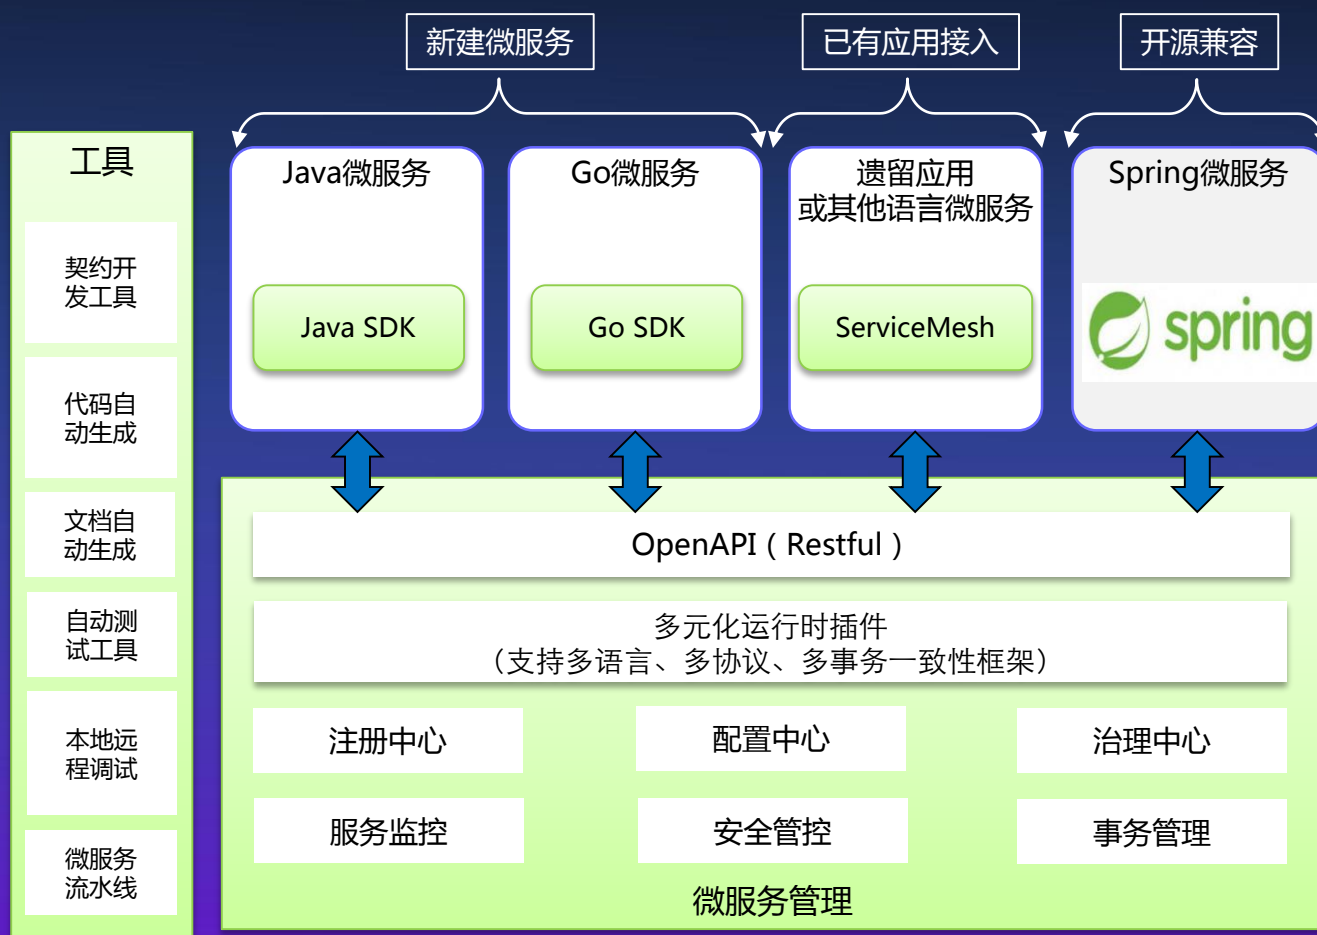 新建微服务
已有应用接入
开源兼容
工具
契约开
发工具
代码自
动生成
文档自
动生成
自动测
试工具
本地远
程调试
微服务
流水线
Java微服务
Java SDK
Go微服务
Go SDK
遗留应用
或其他语言微服务
ServiceMesh
Spring微服务
spring
OpenAPI（Restful）
多元化运行时插件
（支持多语言、多协议、多事务一致性框架）
注册中心
配置中心
治理中心
服务监控
安全管控
事务管理
微服务管理